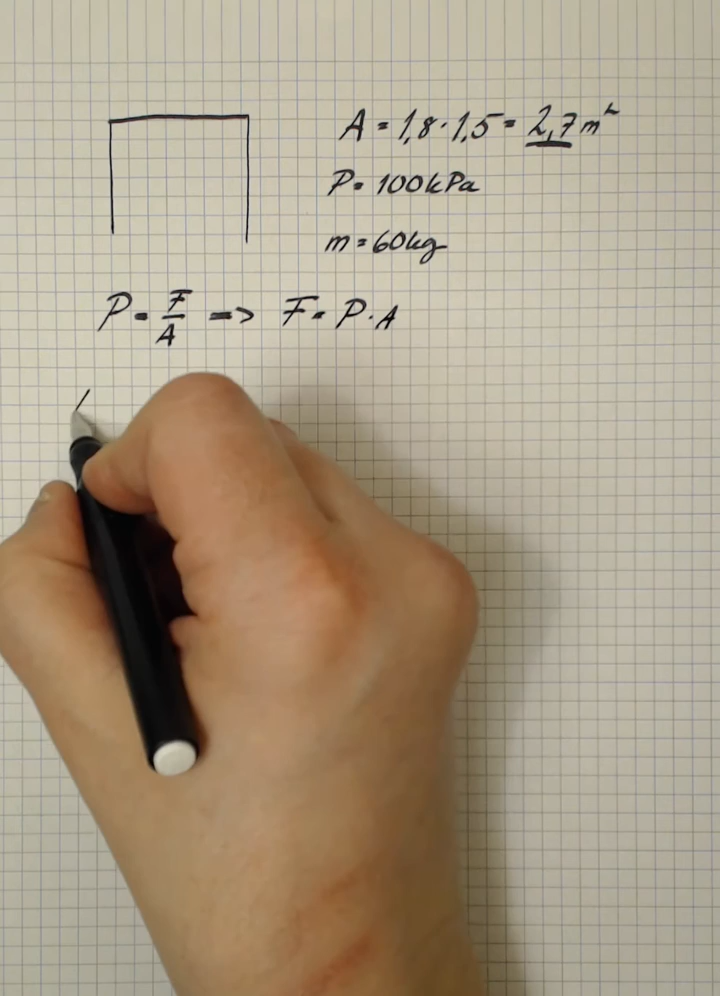 A = 1,8 · 1,5 = 2,7 m²
P = 100 kPa
m = 60 kg
P = F/A => F = P · A